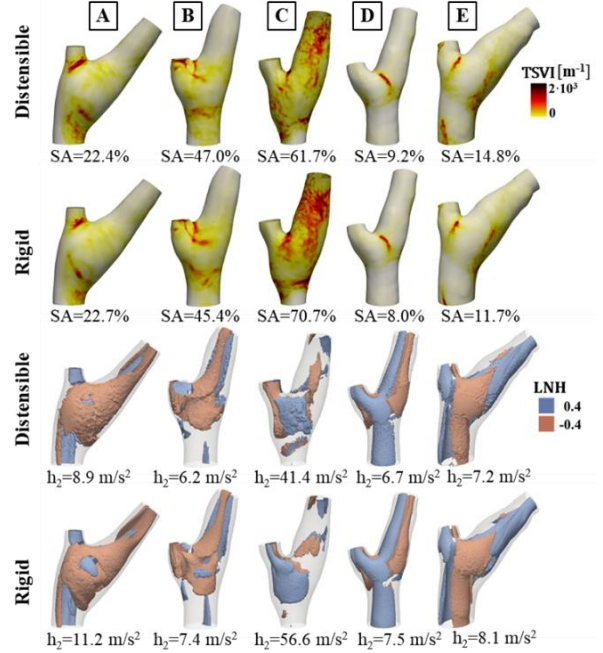 A B C D E
Distensible
TSVI [m⁻¹]
2·10³
0
SA=22.4% SA=47.0% SA=61.7% SA=9.2% SA=14.8%
Rigid
SA=22.7% SA=45.4% SA=70.7% SA=8.0% SA=11.7%
Distensible
LNH
0.4
-0.4
h₂=8.9 m/s² h₂=6.2 m/s² h₂=41.4 m/s² h₂=6.7 m/s² h₂=7.2 m/s²
Rigid
h₂=11.2 m/s² h₂=7.4 m/s² h₂=56.6 m/s² h₂=7.5 m/s² h₂=8.1 m/s²